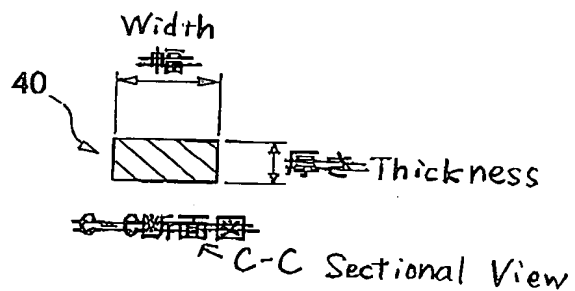 Width
幅
40
厚さ Thickness
C-C断面図
C-C Sectional View